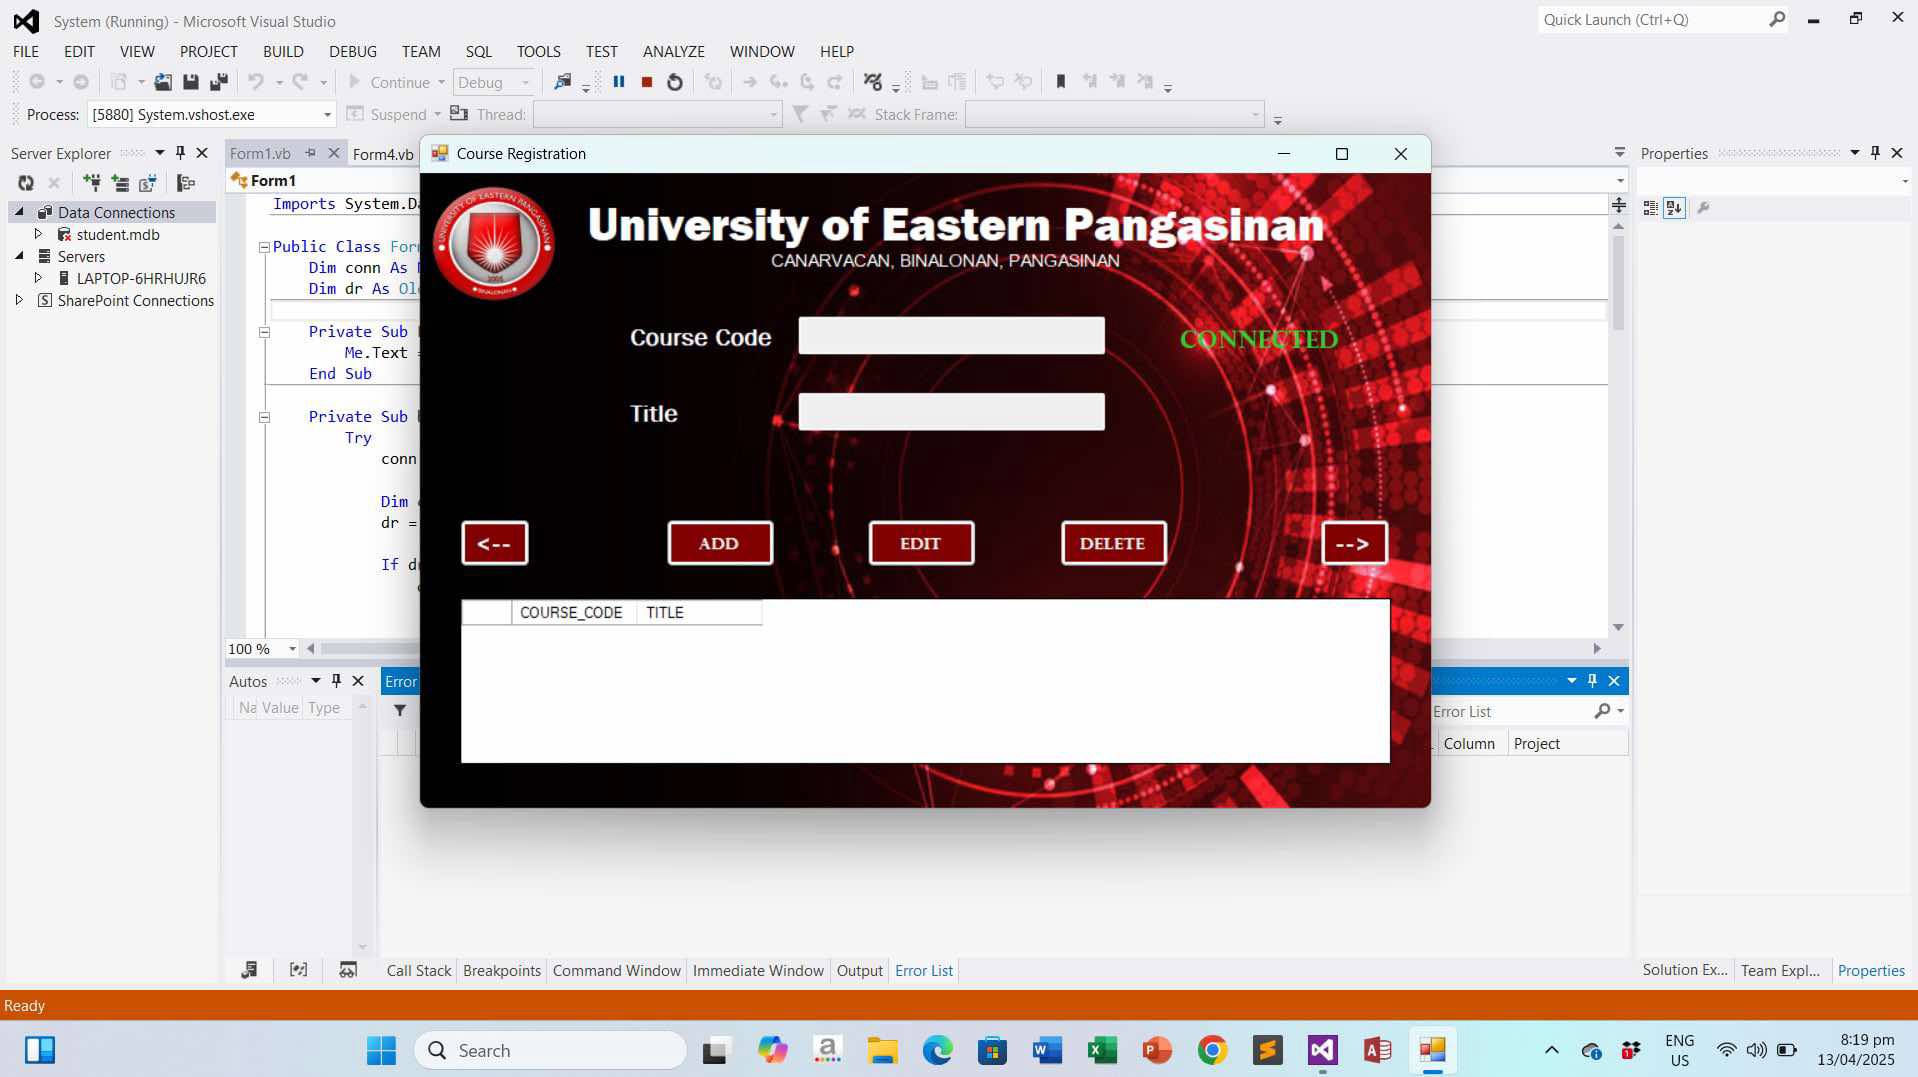 System (Running) - Microsoft Visual Studio
Quick Launch (Ctrl+Q)
FILE EDIT VIEW PROJECT BUILD DEBUG TEAM SQL TOOLS TEST ANALYZE WINDOW HELP
Continue Debug
Process: [5880] System.vshost.exe Suspend Thread: Stack Frame:
Server Explorer
Data Connections
student.mdb
Servers
LAPTOP-6HRHUJR6
SharePoint Connections
Form1.vb Form4.vb
Form1
Imports System.Da
Public Class For
Dim conn As
Dim dr As Ol
Private Sub
Me.Text =
End Sub
Private Sub
Try
conn
Dim
dr =
If d
100 %
Course Registration
UNIVERSITY OF EASTERN PANGASINAN
2005
BINALONAN
University of Eastern Pangasinan
CANARVACAN, BINALONAN, PANGASINAN
Course Code
CONNECTED
Title
<-- ADD EDIT DELETE -->
COURSE_CODE TITLE
Properties
Autos
Na Value Type
Error
Error List
Column Project
Call Stack Breakpoints Command Window Immediate Window Output Error List
Solution Ex... Team Expl... Properties
Ready
Search
ENG
US
8:19 pm
13/04/2025